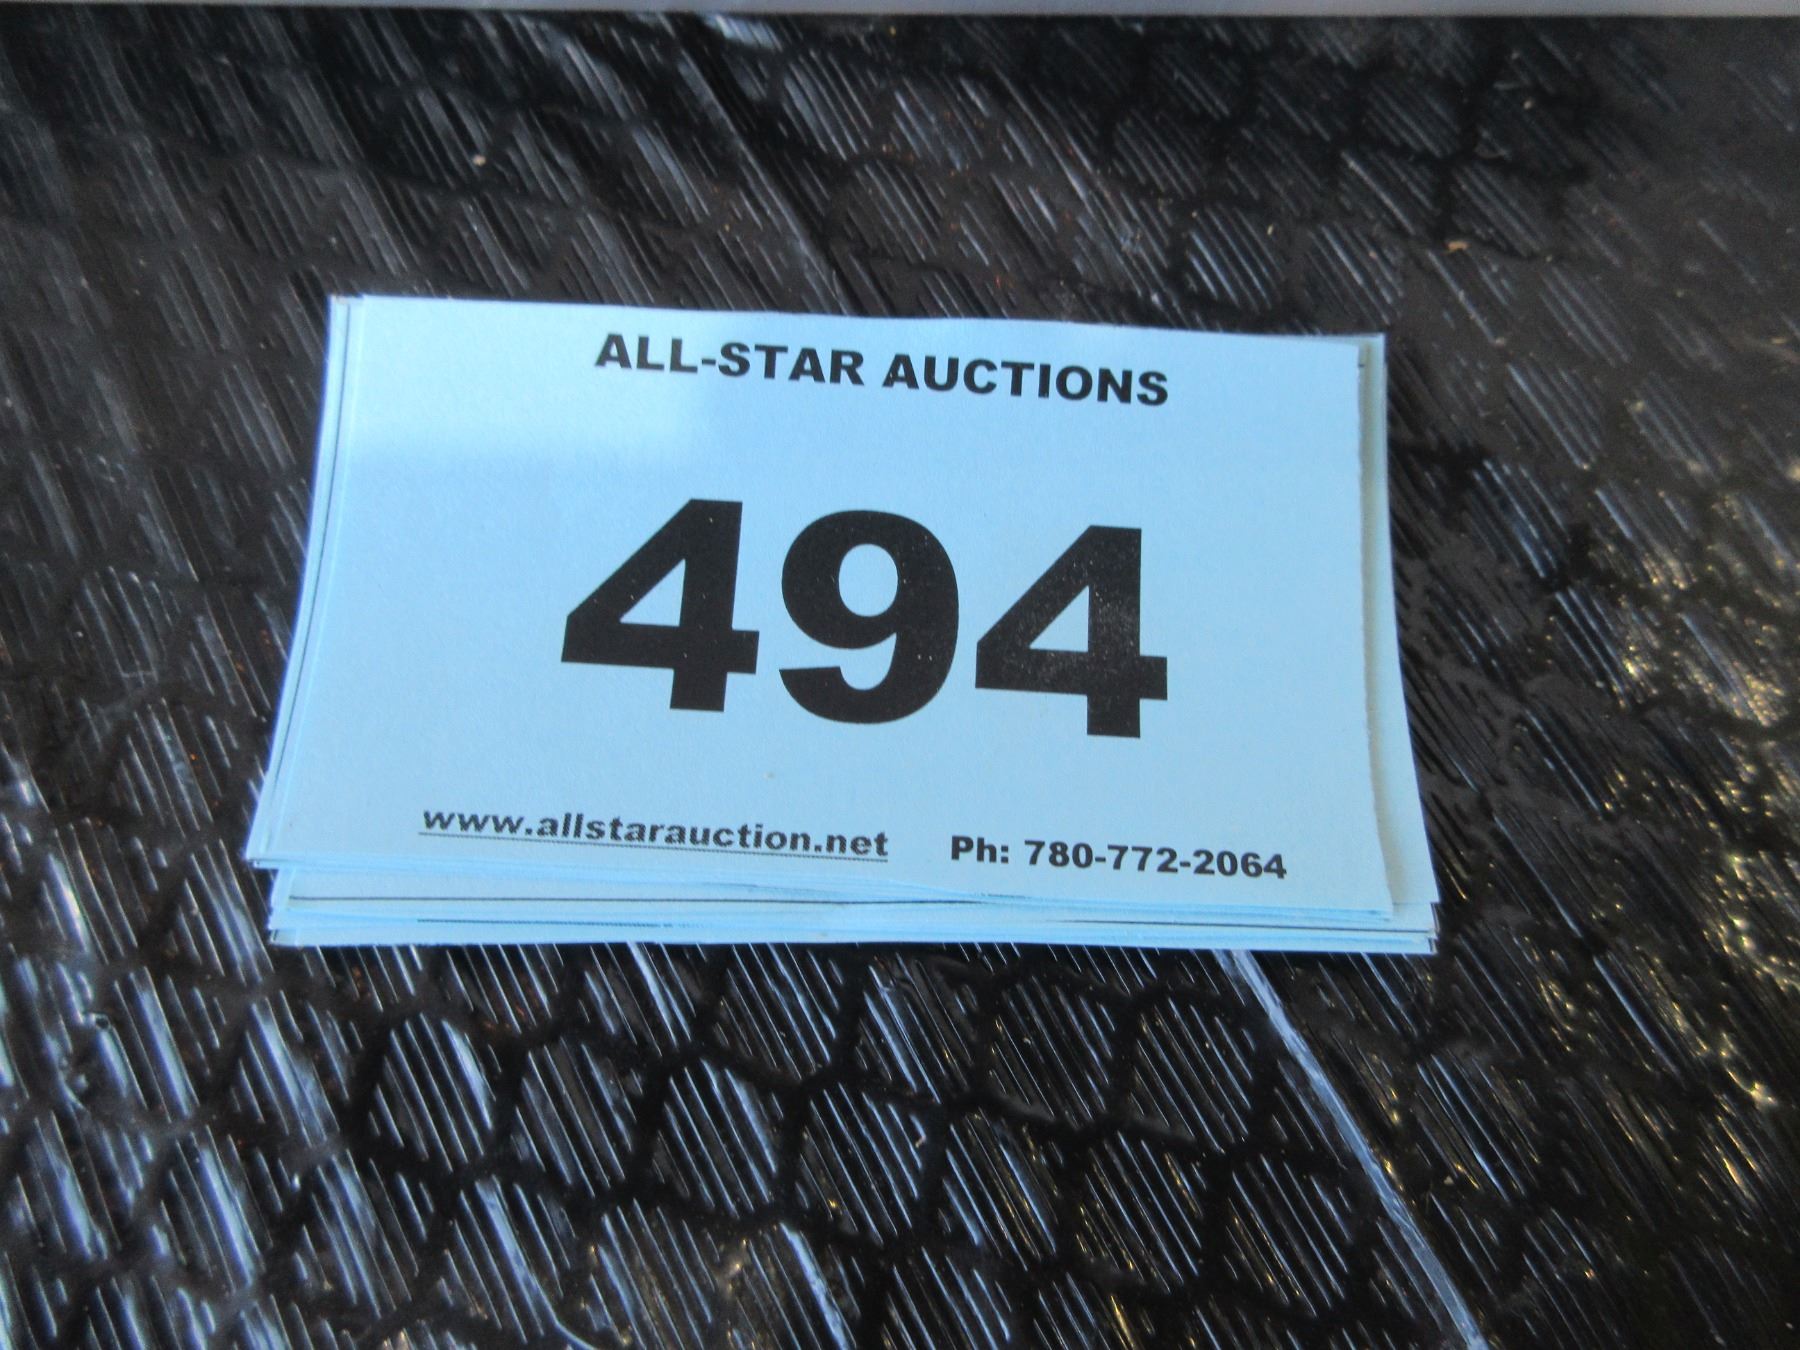 ALL-STAR AUCTIONS
494
www.allstarauction.net Ph: 780-772-2064